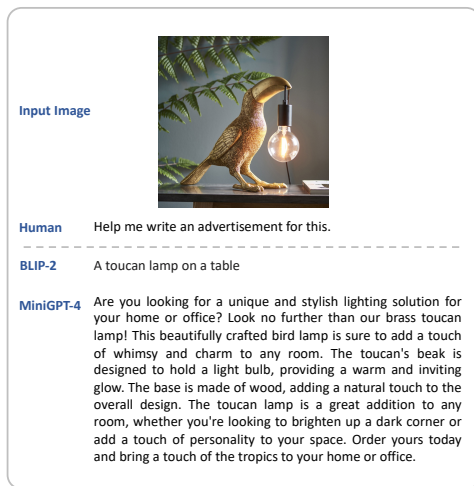 Input Image
Human Help me write an advertisement for this.
BLIP-2 A toucan lamp on a table
MiniGPT-4 Are you looking for a unique and stylish lighting solution for
your home or office? Look no further than our brass toucan
lamp! This beautifully crafted bird lamp is sure to add a touch
of whimsy and charm to any room. The toucan's beak is
designed to hold a light bulb, providing a warm and inviting
glow. The base is made of wood, adding a natural touch to the
overall design. The toucan lamp is a great addition to any
room, whether you're looking to brighten up a dark corner or
add a touch of personality to your space. Order yours today
and bring a touch of the tropics to your home or office.